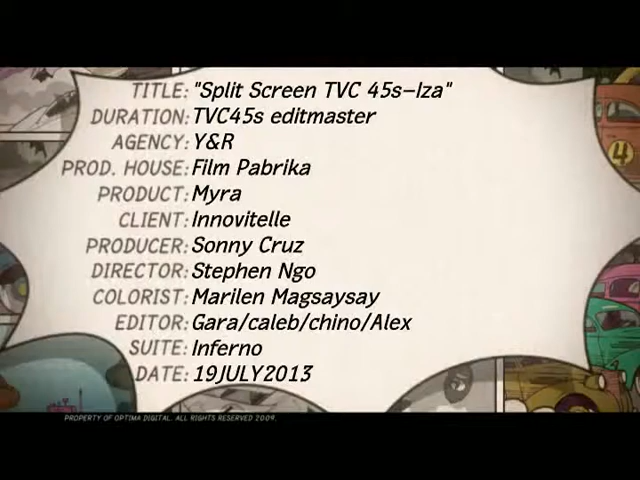 TITLE: "Split Screen TVC 45s-Iza"
DURATION: TVC45s editmaster
AGENCY: Y&R
PROD. HOUSE: Film Pabrika
PRODUCT: Myra
CLIENT: Innovitelle
PRODUCER: Sonny Cruz
DIRECTOR: Stephen Ngo
COLORIST: Marilen Magsaysay
EDITOR: Gara/caleb/chino/Alex
SUITE: Inferno
DATE: 19JULY2013
PROPERTY OF OPTIMA DIGITAL. ALL RIGHTS RESERVED 2009.
4